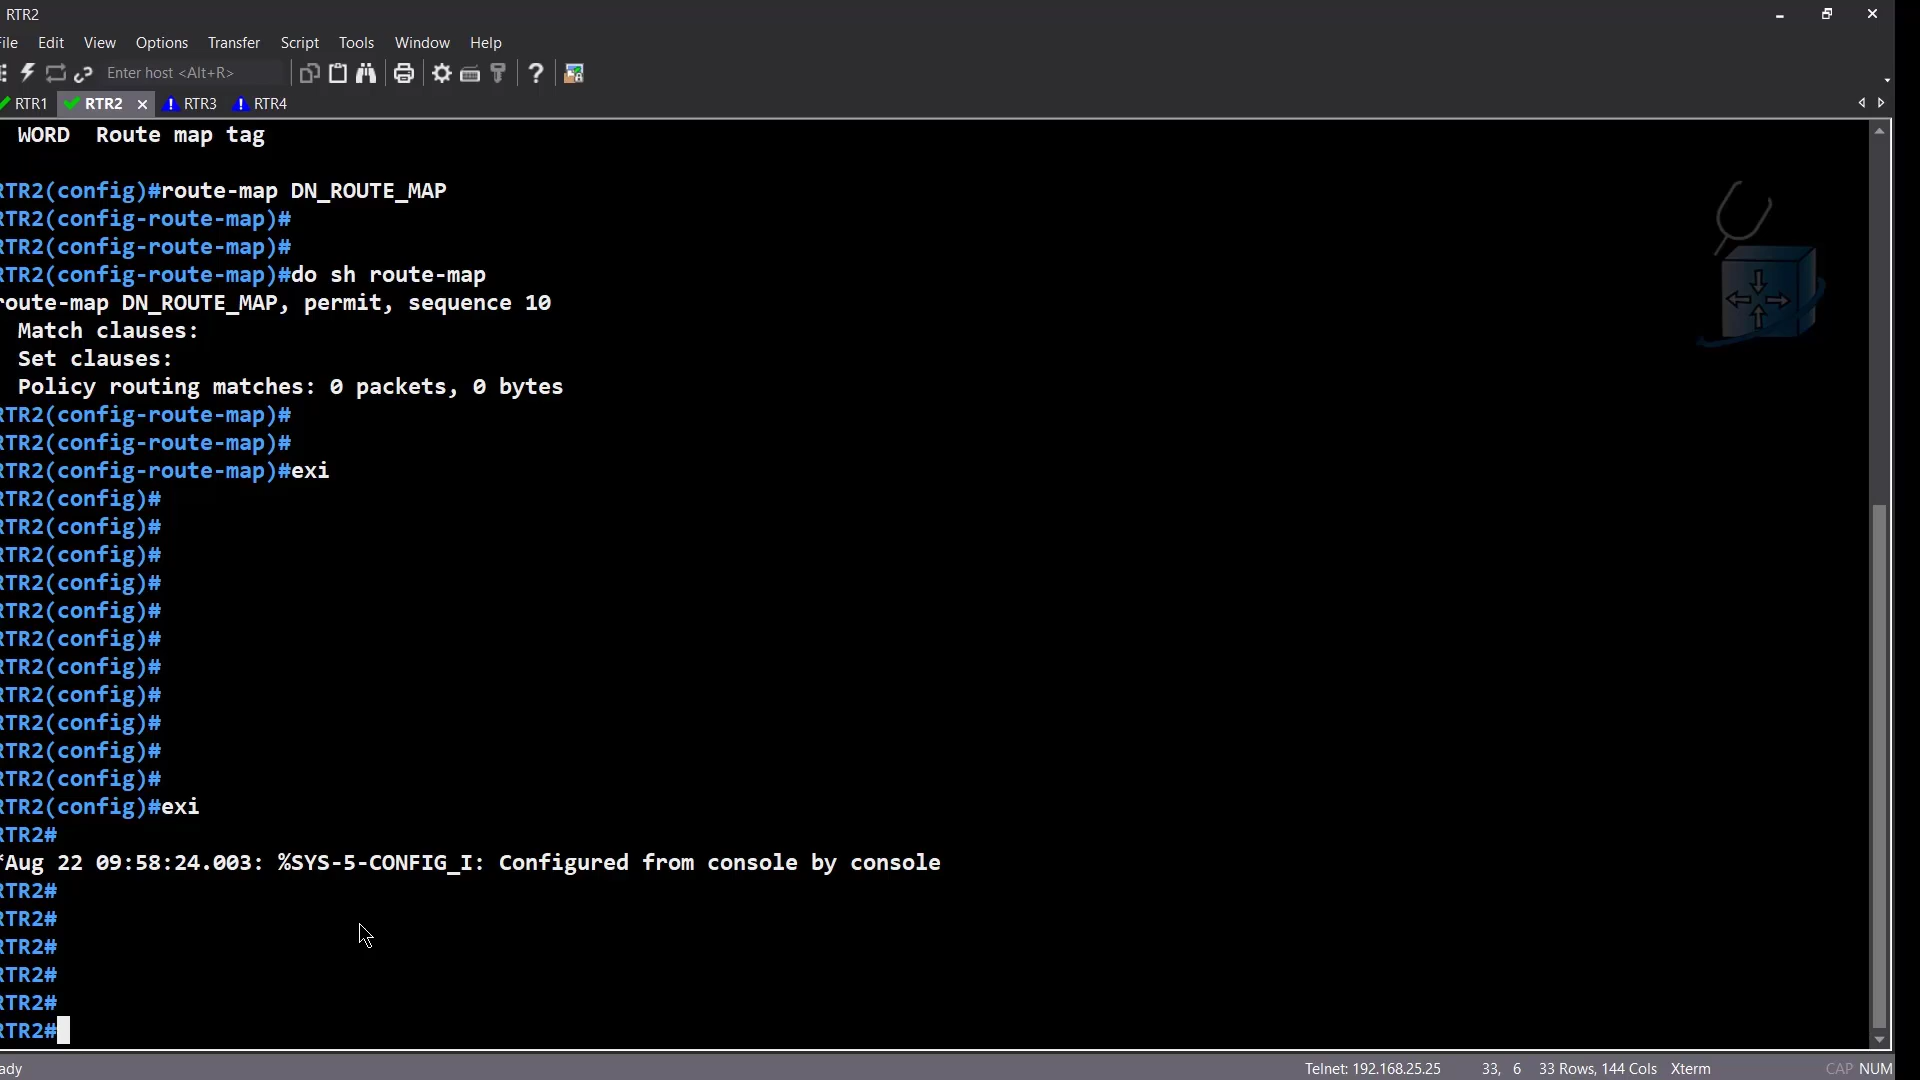 RTR2
File Edit View Options Transfer Script Tools Window Help
Enter host <Alt+R>
RTR1 RTR2 RTR3 RTR4
WORD  Route map tag
RTR2(config)#route-map DN_ROUTE_MAP
RTR2(config-route-map)#
RTR2(config-route-map)#
RTR2(config-route-map)#do sh route-map
route-map DN_ROUTE_MAP, permit, sequence 10
Match clauses:
Set clauses:
Policy routing matches: 0 packets, 0 bytes
RTR2(config-route-map)#
RTR2(config-route-map)#
RTR2(config-route-map)#exi
RTR2(config)#
RTR2(config)#
RTR2(config)#
RTR2(config)#
RTR2(config)#
RTR2(config)#
RTR2(config)#
RTR2(config)#
RTR2(config)#
RTR2(config)#
RTR2(config)#
RTR2(config)#exi
RTR2#
*Aug 22 09:58:24.003: %SYS-5-CONFIG_I: Configured from console by console
RTR2#
RTR2#
RTR2#
RTR2#
RTR2#
RTR2#
ady Telnet: 192.168.25.25 33, 6 33 Rows, 144 Cols Xterm CAP NUM